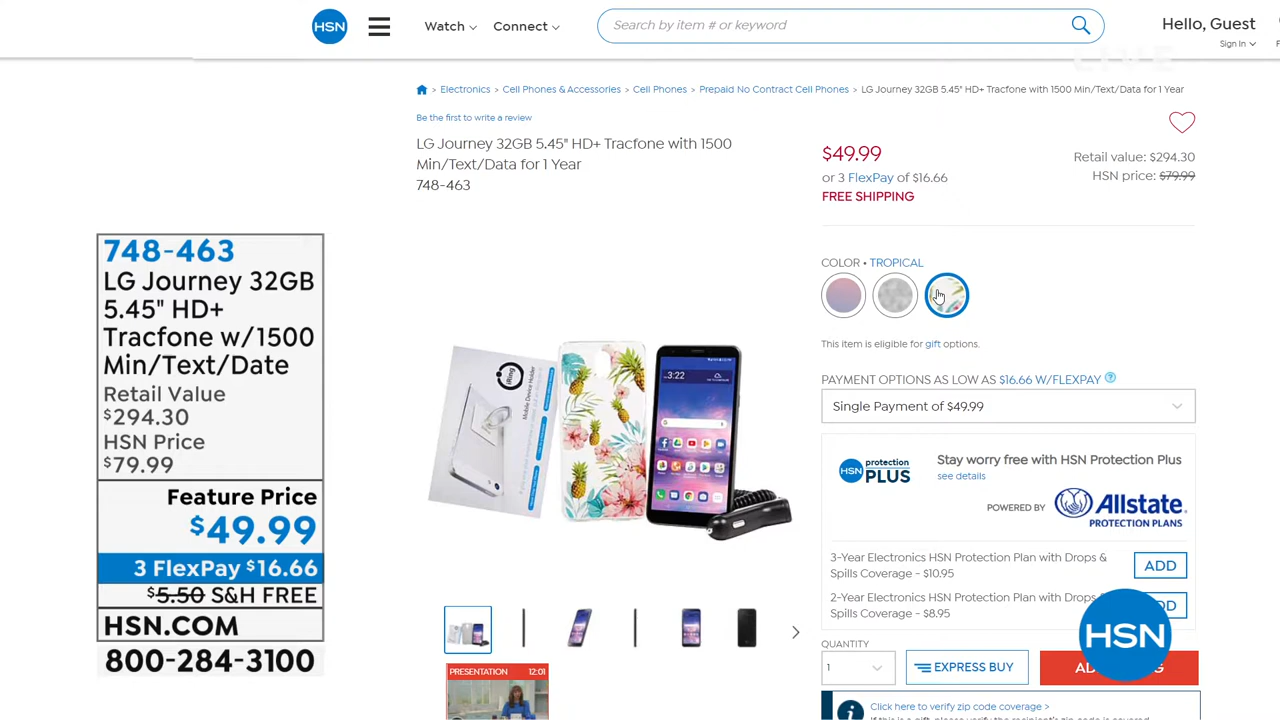 HSN
Watch
Connect
Search by item # or keyword
Hello, Guest
Sign In
LIVE
> Electronics > Cell Phones & Accessories > Cell Phones > Prepaid No Contract Cell Phones > LG Journey 32GB 5.45" HD+ Tracfone with 1500 Min/Text/Data for 1 Year
Be the first to write a review
LG Journey 32GB 5.45" HD+ Tracfone with 1500
Min/Text/Data for 1 Year
748-463
$49.99
or 3 FlexPay of $16.66
FREE SHIPPING
Retail value: $294.30
HSN price: $79.99
COLOR • TROPICAL
This item is eligible for gift options.
PAYMENT OPTIONS AS LOW AS $16.66 W/FLEXPAY ?
Single Payment of $49.99
HSN protection PLUS
Stay worry free with HSN Protection Plus
see details
POWERED BY Allstate
PROTECTION PLANS
3-Year Electronics HSN Protection Plan with Drops &
Spills Coverage - $10.95
ADD
2-Year Electronics HSN Protection Plan with Drops
Spills Coverage - $8.95
HSN
QUANTITY
1
EXPRESS BUY
Click here to verify zip code coverage >
748-463
LG Journey 32GB
5.45" HD+
Tracfone w/1500
Min/Text/Date
Retail Value
$294.30
HSN Price
$79.99
Feature Price
$49.99
3 FlexPay $16.66
$5.50 S&H FREE
HSN.COM
800-284-3100
iRing
Mobile Device Holder
3:22
PRESENTATION 12:01